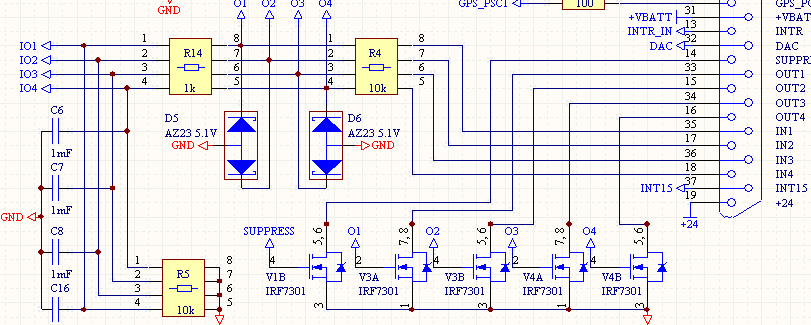 GND
O1 O2 O3 O4
GPS_PSC1
100
GPS_PC
31 +VBATT
+VBATT
INTR_IN 13 INTR
DAC 32 DAC
14 SUPPR
33 OUT1
15 OUT2
34 OUT3
16 OUT4
35 IN1
17 IN2
36 IN3
18 IN4
INT15 37 INT15
19 +24
+24
IO1 1 R14 8 1 R4 8
IO2 2 7 2 7
IO3 3 6 3 6
IO4 4 1k 5 4 10k 5
C6
1mF
C7
1mF
GND
C8
1mF
C16
D5
AZ23 5.1V
GND
D6
AZ23 5.1V
GND
1 R5 8
2 7
3 6
4 10k 5
SUPPRESS O1 O2 O3 O4
5, 6 7, 8 5, 6 7, 8 5, 6
4 2 4 2 4
V1B V3A V3B V4A V4B
IRF7301 IRF7301 IRF7301 IRF7301 IRF7301
3 1 3 1 3